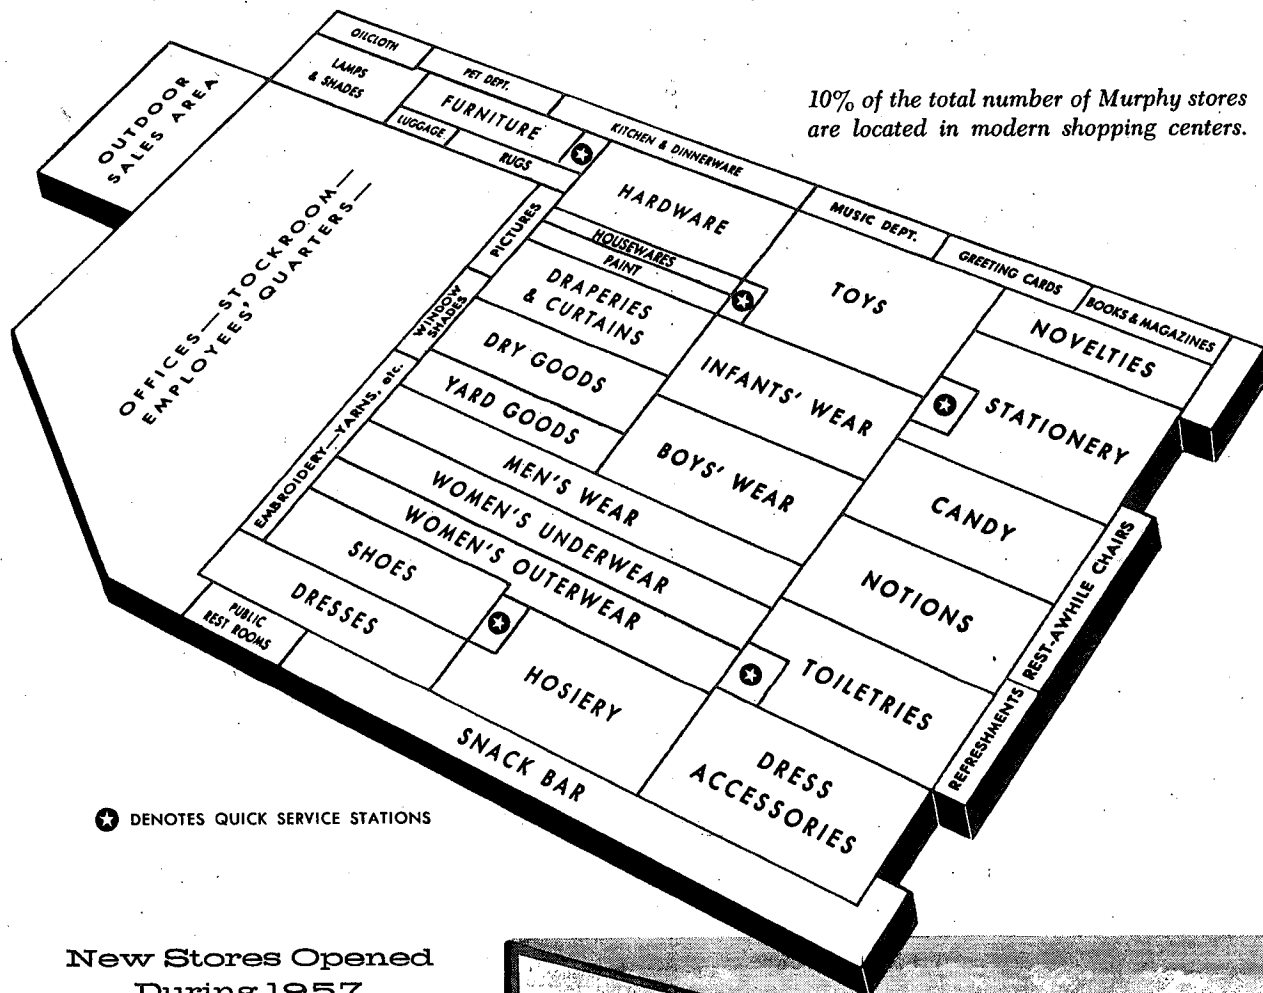 OILCLOTH
LAMPS
& SHADES
PET DEPT.
FURNITURE
LUGGAGE
RUGS
KITCHEN & DINNERWARE
10% of the total number of Murphy stores
are located in modern shopping centers.
OUTDOOR
SALES AREA
HARDWARE
MUSIC DEPT.
GREETING CARDS
BOOKS & MAGAZINES
OFFICES—STOCKROOM—
EMPLOYEES' QUARTERS—
PICTURES
HOUSEWARES
PAINT
TOYS
NOVELTIES
WINDOW
SHADES
DRAPERIES
& CURTAINS
DRY GOODS
INFANTS' WEAR
STATIONERY
YARD GOODS
BOYS' WEAR
EMBROIDERY—YARNS, etc.
MEN'S WEAR
CANDY
WOMEN'S UNDERWEAR
WOMEN'S OUTERWEAR
NOTIONS
REST-AWHILE CHAIRS
SHOES
DRESSES
PUBLIC
REST ROOMS
HOSIERY
TOILETRIES
REFRESHMENTS
SNACK BAR
DRESS
ACCESSORIES
DENOTES QUICK SERVICE STATIONS
New Stores Opened
During 1957